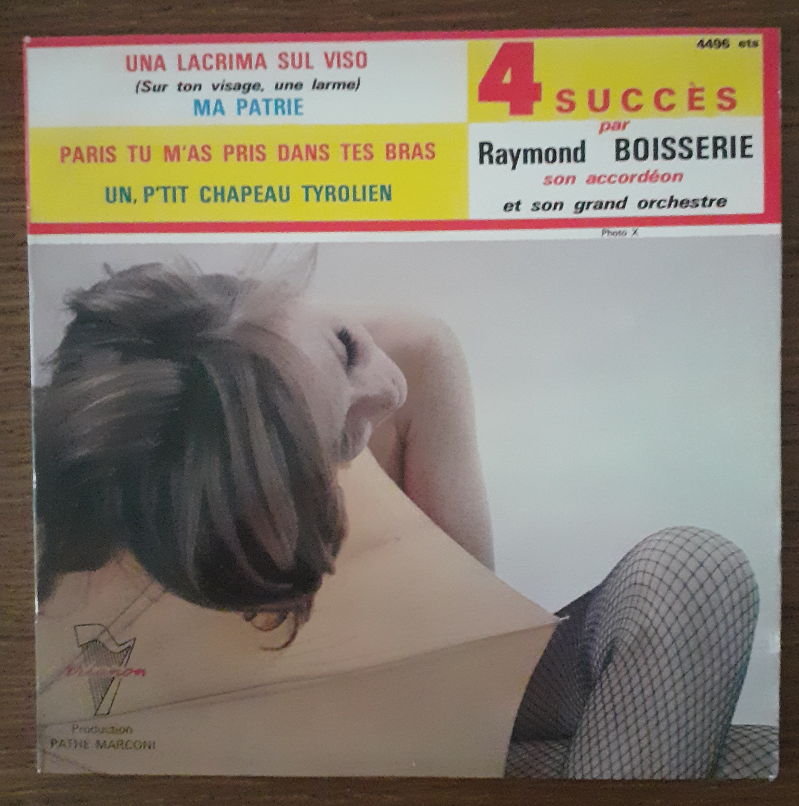 UNA LACRIMA SUL VISO
(Sur ton visage, une larme)
MA PATRIE
PARIS TU M'AS PRIS DANS TES BRAS
UN, P'TIT CHAPEAU TYROLIEN
4496 ets
4 SUCCÈS
par
Raymond BOISSERIE
son accordéon
et son grand orchestre
Photo X
trianon
Production
PATHE MARCONI